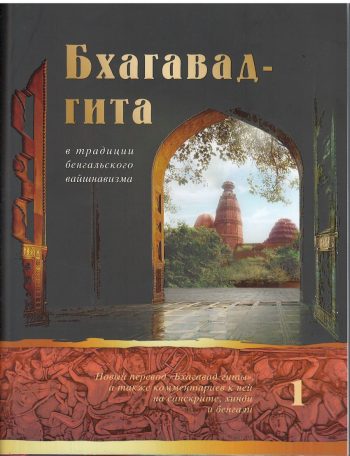 Бхагавад-
гита
в традиции
бенгальского
вайшнавизма
Новый перевод «Бхагавад-гиты»,
а также комментариев к ней
на санскрите, хинди
и бенгали
1